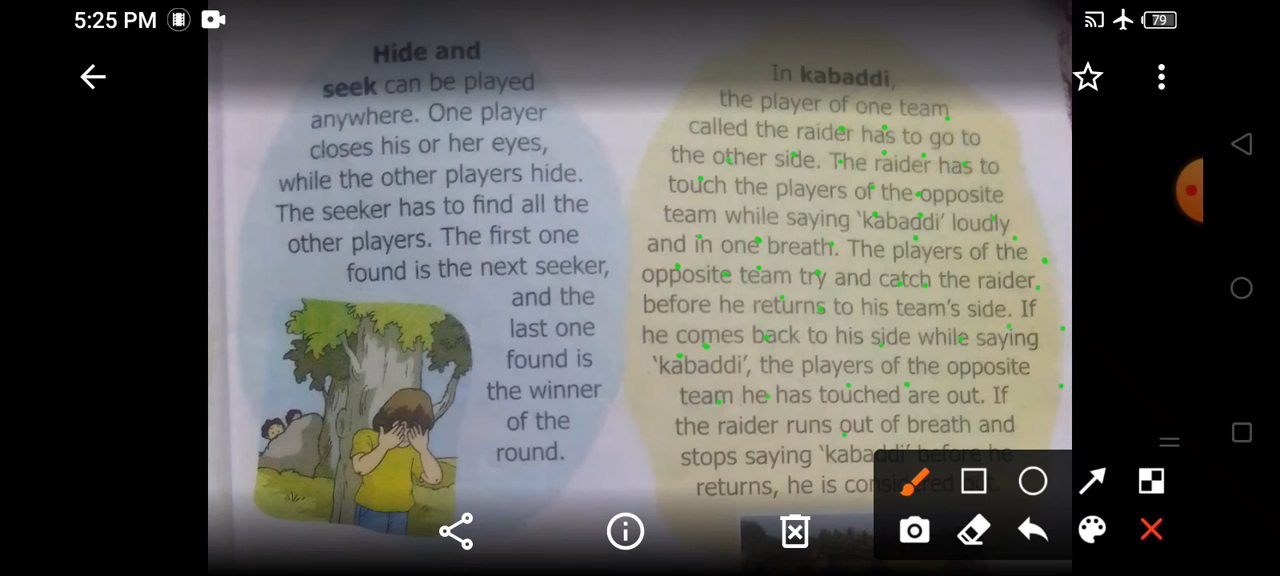 5:25 PM
79
Hide and
seek can be played
anywhere. One player
closes his or her eyes,
while the other players hide.
The seeker has to find all the
other players. The first one
found is the next seeker,
and the
last one
found is
the winner
of the
round.
In kabaddi,
the player of one team
called the raider has to go to
the other side. The raider has to
touch the players of the opposite
team while saying ‘kabaddi’ loudly
and in one breath. The players of the
opposite team try and catch the raider
before he returns to his team’s side. If
he comes back to his side while saying
‘kabaddi’, the players of the opposite
team he has touched are out. If
the raider runs out of breath and
stops saying ‘kabaddi’ before he
returns, he is considered out.